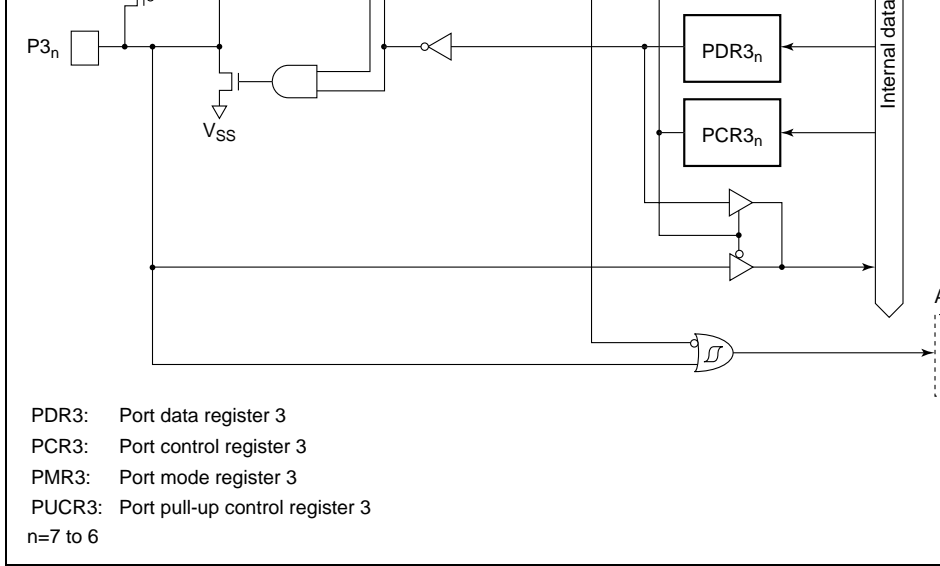 Internal data
P3n
PDR3n
VSS
PCR3n
PDR3: Port data register 3
PCR3: Port control register 3
PMR3: Port mode register 3
PUCR3: Port pull-up control register 3
n=7 to 6